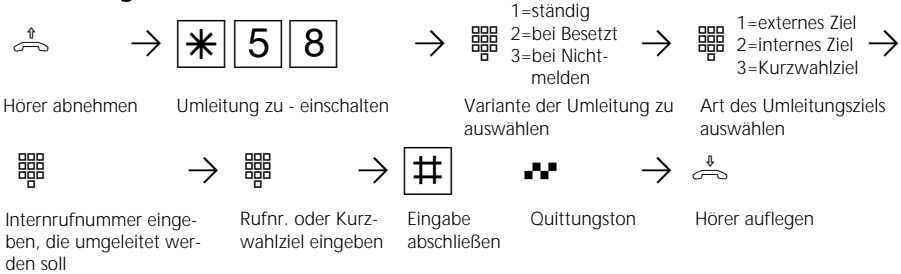 1=ständig
2=bei Besetzt
3=bei Nicht-
melden
1=externes Ziel
2=internes Ziel
3=Kurzwahlziel
* 5 8
Hörer abnehmen
Umleitung zu - einschalten
Variante der Umleitung zu
auswählen
Art des Umleitungsziels
auswählen
#
Internrufnummer einge-
ben, die umgeleitet wer-
den soll
Rufnr. oder Kurz-
wahlziel eingeben
Eingabe
abschließen
Quittungston
Hörer auflegen